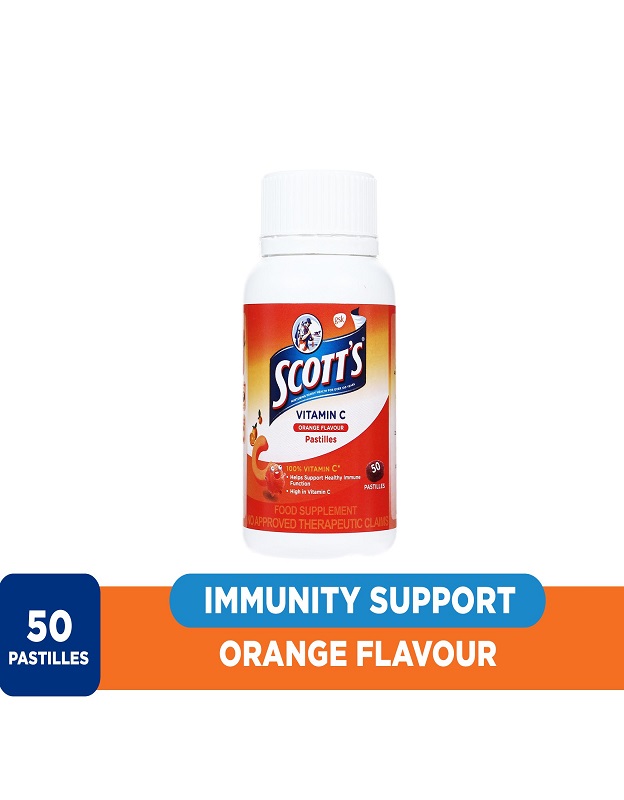 gsk
SCOTT'S
VITAMIN C
ORANGE FLAVOUR
Pastilles
100% VITAMIN C*
• Helps Support Healthy Immune
Function
• High in Vitamin C
50
PASTILLES
FOOD SUPPLEMENT
NO APPROVED THERAPEUTIC CLAIMS
50
PASTILLES
IMMUNITY SUPPORT
ORANGE FLAVOUR